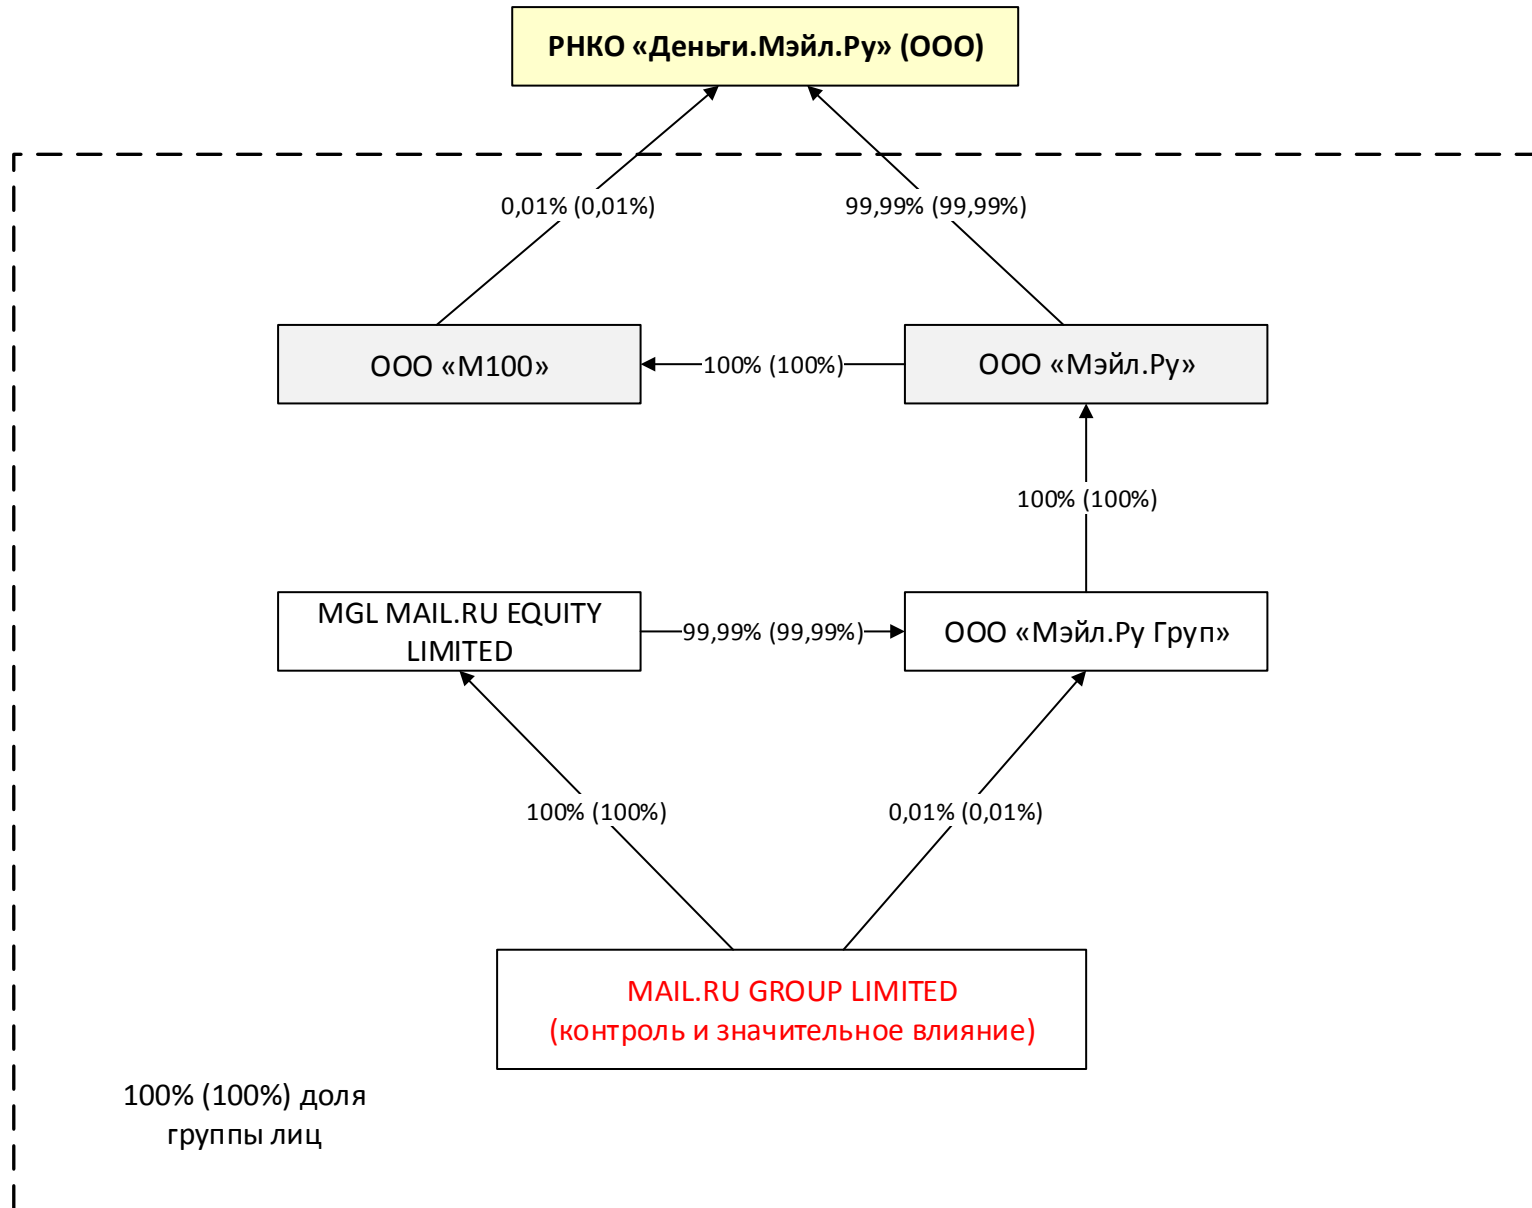 РНКО «Деньги.Мэйл.Ру» (ООО)
0,01% (0,01%)
99,99% (99,99%)
ООО «М100»
100% (100%)
ООО «Мэйл.Ру»
100% (100%)
MGL MAIL.RU EQUITY
LIMITED
99,99% (99,99%)
ООО «Мэйл.Ру Груп»
100% (100%)
0,01% (0,01%)
MAIL.RU GROUP LIMITED
(контроль и значительное влияние)
100% (100%) доля
группы лиц